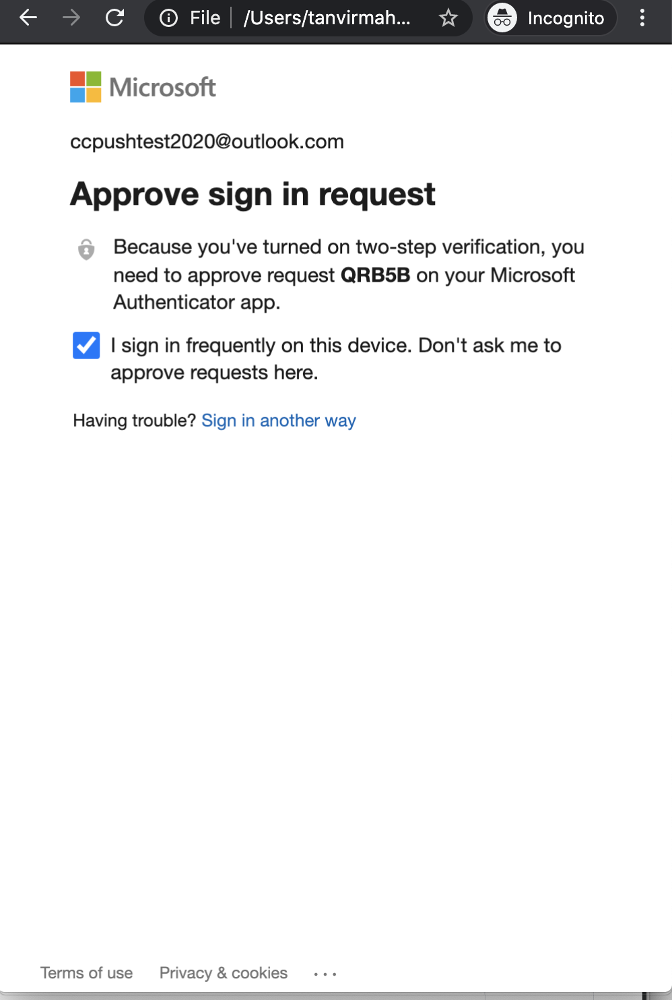 File /Users/tanvirmah... Incognito
Microsoft
ccpushtest2020@outlook.com
Approve sign in request
Because you've turned on two-step verification, you
need to approve request QRB5B on your Microsoft
Authenticator app.
I sign in frequently on this device. Don't ask me to
approve requests here.
Having trouble? Sign in another way
Terms of use Privacy & cookies ...